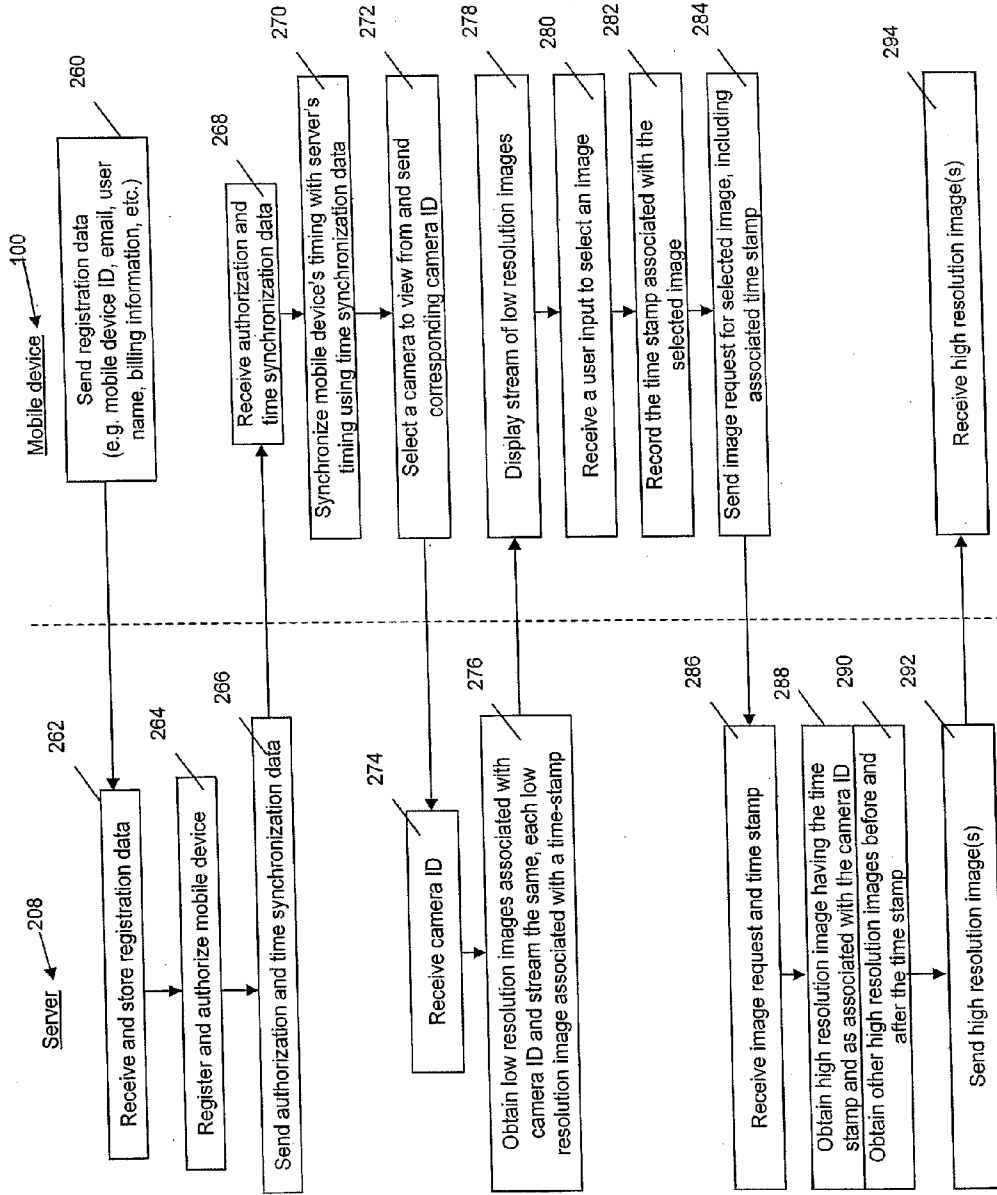 Mobile device
100
Send registration data
(e.g. mobile device ID, email, user
name, billing information, etc.)
260
Server
208
Receive and store registration data
262
Register and authorize mobile device
264
Send authorization and time synchronization data
266
Receive authorization and
time synchronization data
268
Synchronize mobile device's timing with server's
timing using time synchronization data
270
Select a camera to view from and send
corresponding camera ID
272
Receive camera ID
274
Obtain low resolution images associated with
camera ID and stream the same, each low
resolution image associated with a time-stamp
276
Display stream of low resolution images
278
Receive a user input to select an image
280
Record the time stamp associated with the
selected image
282
Send image request for selected image, including
associated time stamp
284
Receive image request and time stamp
286
Obtain high resolution image having the time
stamp and as associated with the camera ID
288
Obtain other high resolution images before and
after the time stamp
290
Send high resolution image(s)
292
Receive high resolution image(s)
294